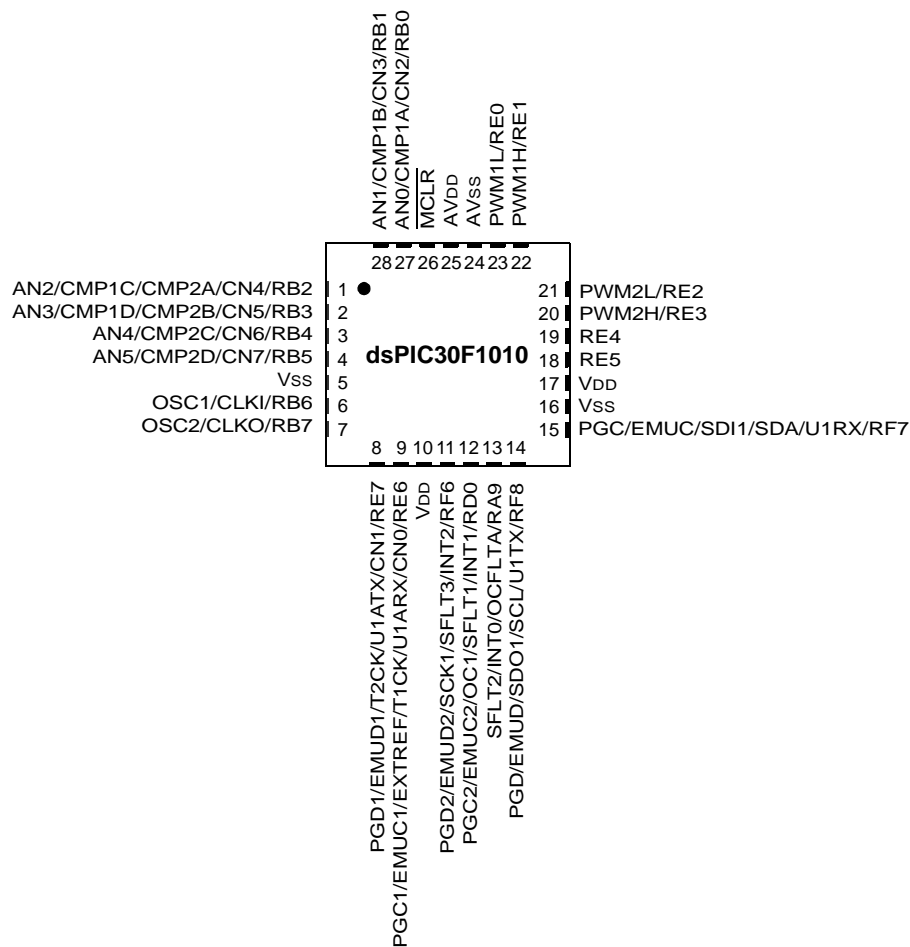 AN1/CMP1B/CN3/RB1
AN0/CMP1A/CN2/RB0
MCLR
AVDD
AVSS
PWM1L/RE0
PWM1H/RE1
28 27 26 25 24 23 22
AN2/CMP1C/CMP2A/CN4/RB2 1
AN3/CMP1D/CMP2B/CN5/RB3 2
AN4/CMP2C/CN6/RB4 3
AN5/CMP2D/CN7/RB5 4
VSS 5
OSC1/CLKI/RB6 6
OSC2/CLKO/RB7 7
dsPIC30F1010
21 PWM2L/RE2
20 PWM2H/RE3
19 RE4
18 RE5
17 VDD
16 VSS
15 PGC/EMUC/SDI1/SDA/U1RX/RF7
8 9 10 11 12 13 14
PGD1/EMUD1/T2CK/U1ATX/CN1/RE7
PGC1/EMUC1/EXTREF/T1CK/U1ARX/CN0/RE6
VDD
PGD2/EMUD2/SCK1/SFLT3/INT2/RF6
PGC2/EMUC2/OC1/SFLT1/INT1/RD0
SFLT2/INT0/OCFLTA/RA9
PGD/EMUD/SDO1/SCL/U1TX/RF8